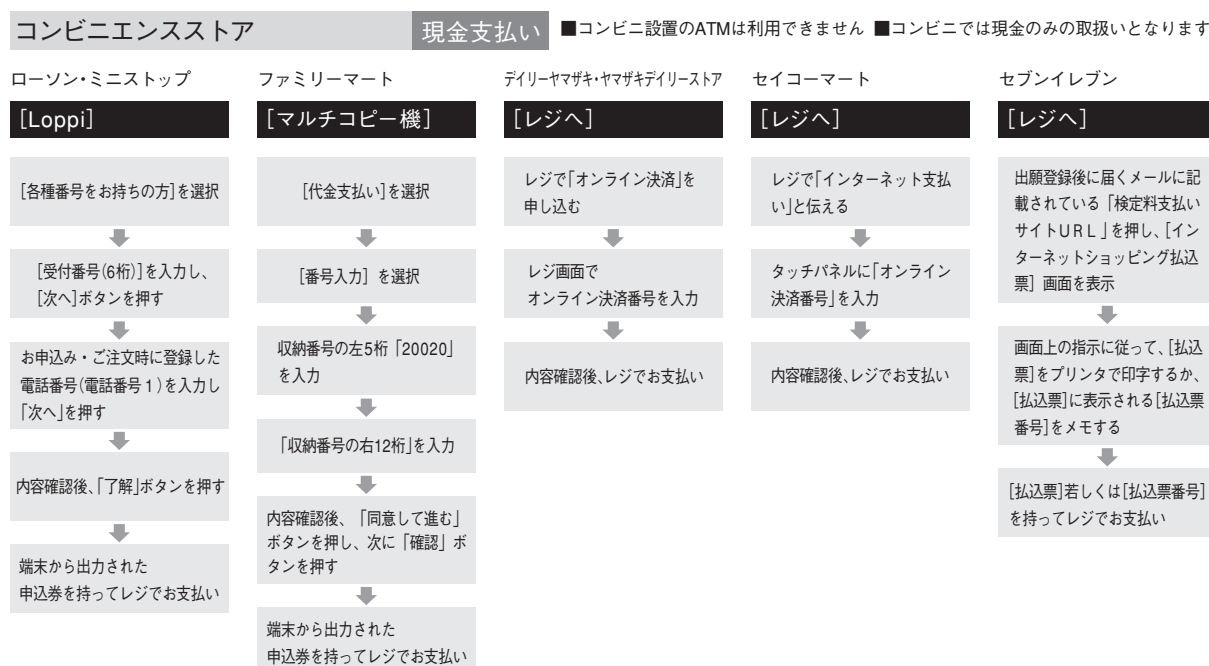 コンビニエンスストア
現金支払い
■コンビニ設置のATMは利用できません ■コンビニでは現金のみの取扱いとなります
ローソン・ミニストップ
[Loppi]
[各種番号をお持ちの方]を選択
[受付番号(6桁)]を入力し、
[次へ]ボタンを押す
お申込み・ご注文時に登録した
電話番号(電話番号1)を入力し
「次へ」を押す
内容確認後、「了解」ボタンを押す
端末から出力された
申込券を持ってレジでお支払い
ファミリーマート
[マルチコピー機]
[代金支払い]を選択
[番号入力] を選択
収納番号の左5桁「20020」
を入力
「収納番号の右12桁」を入力
内容確認後、「同意して進む」
ボタンを押し、次に「確認」ボ
タンを押す
端末から出力された
申込券を持ってレジでお支払い
デイリーヤマザキ・ヤマザキデイリーストア
[レジへ]
レジで「オンライン決済」を
申し込む
レジ画面で
オンライン決済番号を入力
内容確認後、レジでお支払い
セイコーマート
[レジへ]
レジで「インターネット支払
い」と伝える
タッチパネルに「オンライン
決済番号」を入力
内容確認後、レジでお支払い
セブンイレブン
[レジへ]
出願登録後に届くメールに記
載されている「検定料支払い
サイトURL」を押し、[イン
ターネットショッピング払込
票] 画面を表示
画面上の指示に従って、[払込
票]をプリンタで印字するか、
[払込票]に表示される[払込票
番号]をメモする
[払込票]若しくは[払込票番号]
を持ってレジでお支払い